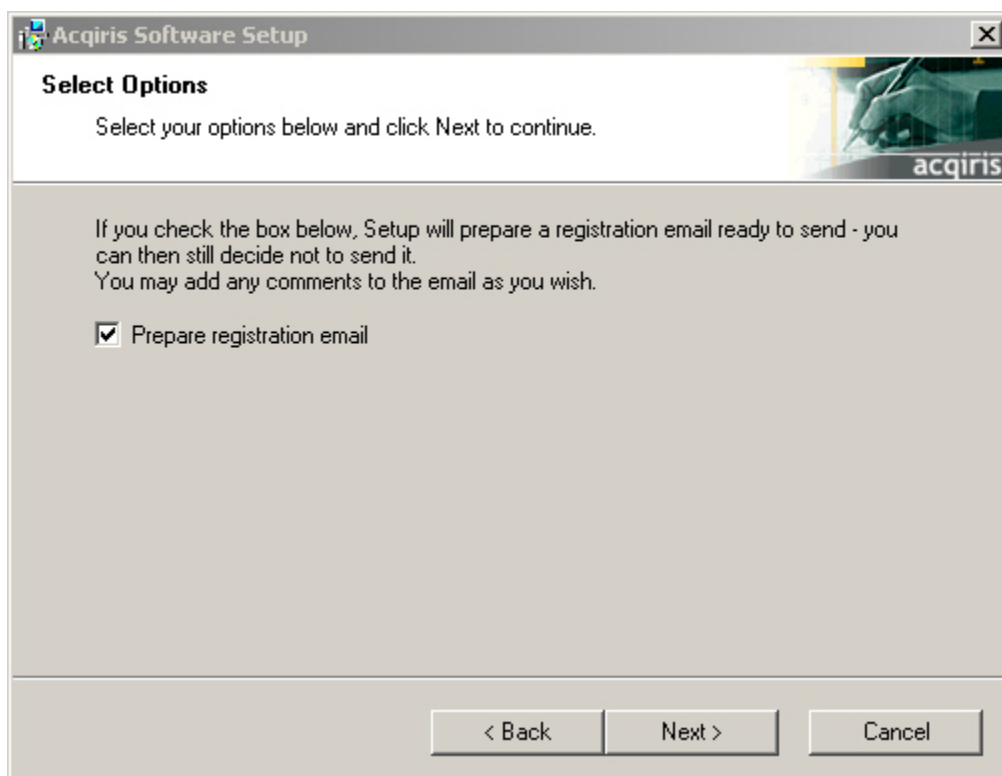 Acqiris Software Setup
Select Options
Select your options below and click Next to continue.
acqiris
If you check the box below, Setup will prepare a registration email ready to send - you
can then still decide not to send it.
You may add any comments to the email as you wish.
Prepare registration email
< Back
Next >
Cancel